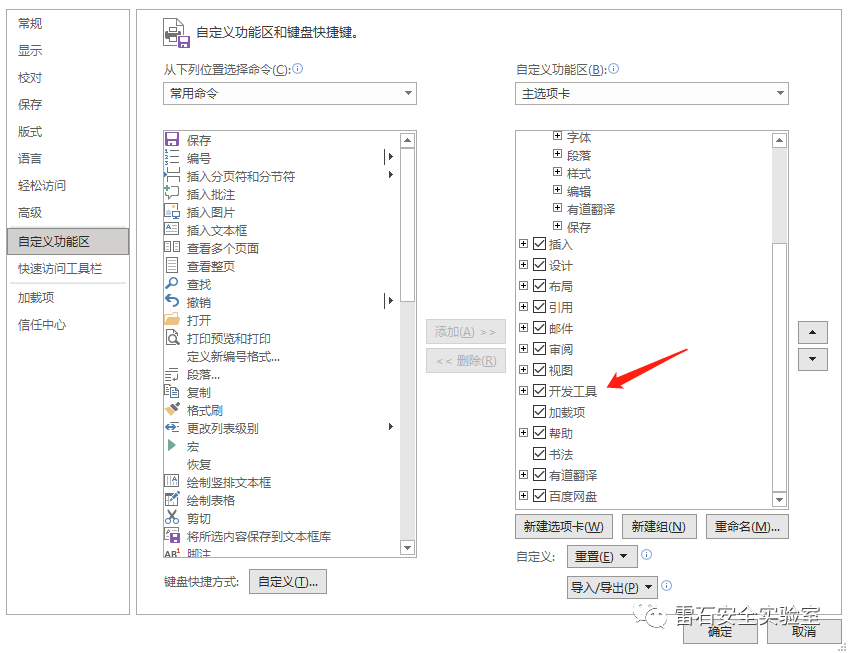 常规
显示
校对
保存
版式
语言
轻松访问
高级
自定义功能区
快速访问工具栏
加载项
信任中心
自定义功能区和键盘快捷键。
从下列位置选择命令(C):
常用命令
保存
编号
插入分页符和分节符
插入批注
插入图片
插入文本框
查看多个页面
查看整页
查找
撤销
打开
打印预览和打印
定义新编号格式...
段落...
复制
格式刷
更改列表级别
宏
恢复
绘制竖排文本框
绘制表格
剪切
将所选内容保存到文本框库
脚注
键盘快捷方式:
自定义(T)...
添加(A) >>
<< 删除(R)
自定义功能区(B):
主选项卡
字体
段落
样式
编辑
有道翻译
保存
插入
设计
布局
引用
邮件
审阅
视图
开发工具
加载项
帮助
书法
有道翻译
百度网盘
新建选项卡(W)
新建组(N)
重命名(M)...
自定义:
重置(E)
导入/导出(P)
雷石安全实验室
确定
取消